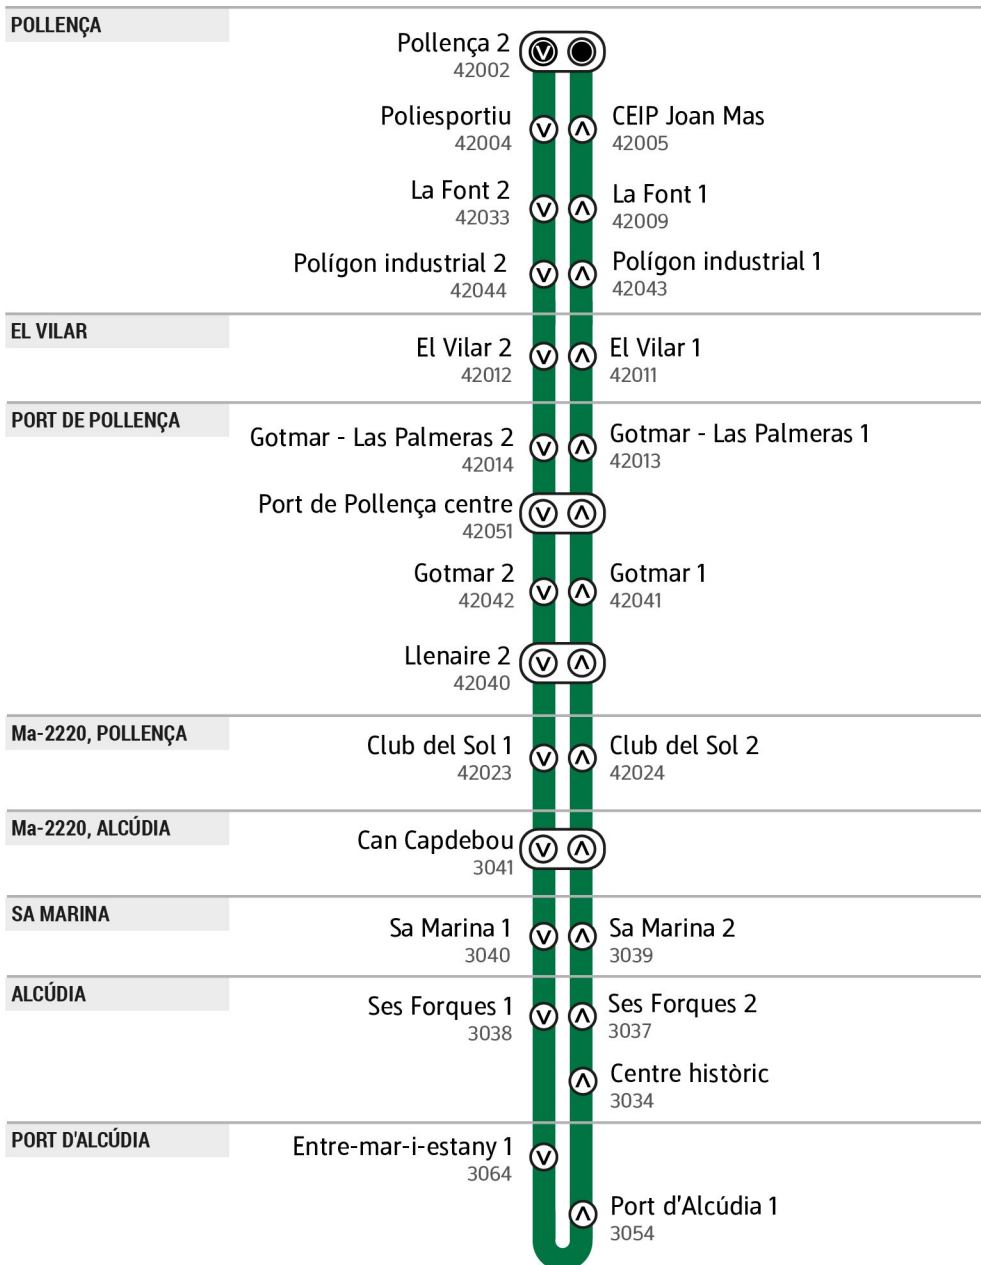 POLLENÇA
Pollença 2
42002
Poliesportiu
42004
CEIP Joan Mas
42005
La Font 2
42033
La Font 1
42009
Polígon industrial 2
42044
Polígon industrial 1
42043
EL VILAR
El Vilar 2
42012
El Vilar 1
42011
PORT DE POLLENÇA
Gotmar - Las Palmeras 2
42014
Gotmar - Las Palmeras 1
42013
Port de Pollença centre
42051
Gotmar 2
42042
Gotmar 1
42041
Llenaire 2
42040
Ma-2220, POLLENÇA
Club del Sol 1
42023
Club del Sol 2
42024
Ma-2220, ALCÚDIA
Can Capdebou
3041
SA MARINA
Sa Marina 1
3040
Sa Marina 2
3039
ALCÚDIA
Ses Forques 1
3038
Ses Forques 2
3037
Centre històric
3034
PORT D'ALCÚDIA
Entre-mar-i-estany 1
3064
Port d'Alcúdia 1
3054